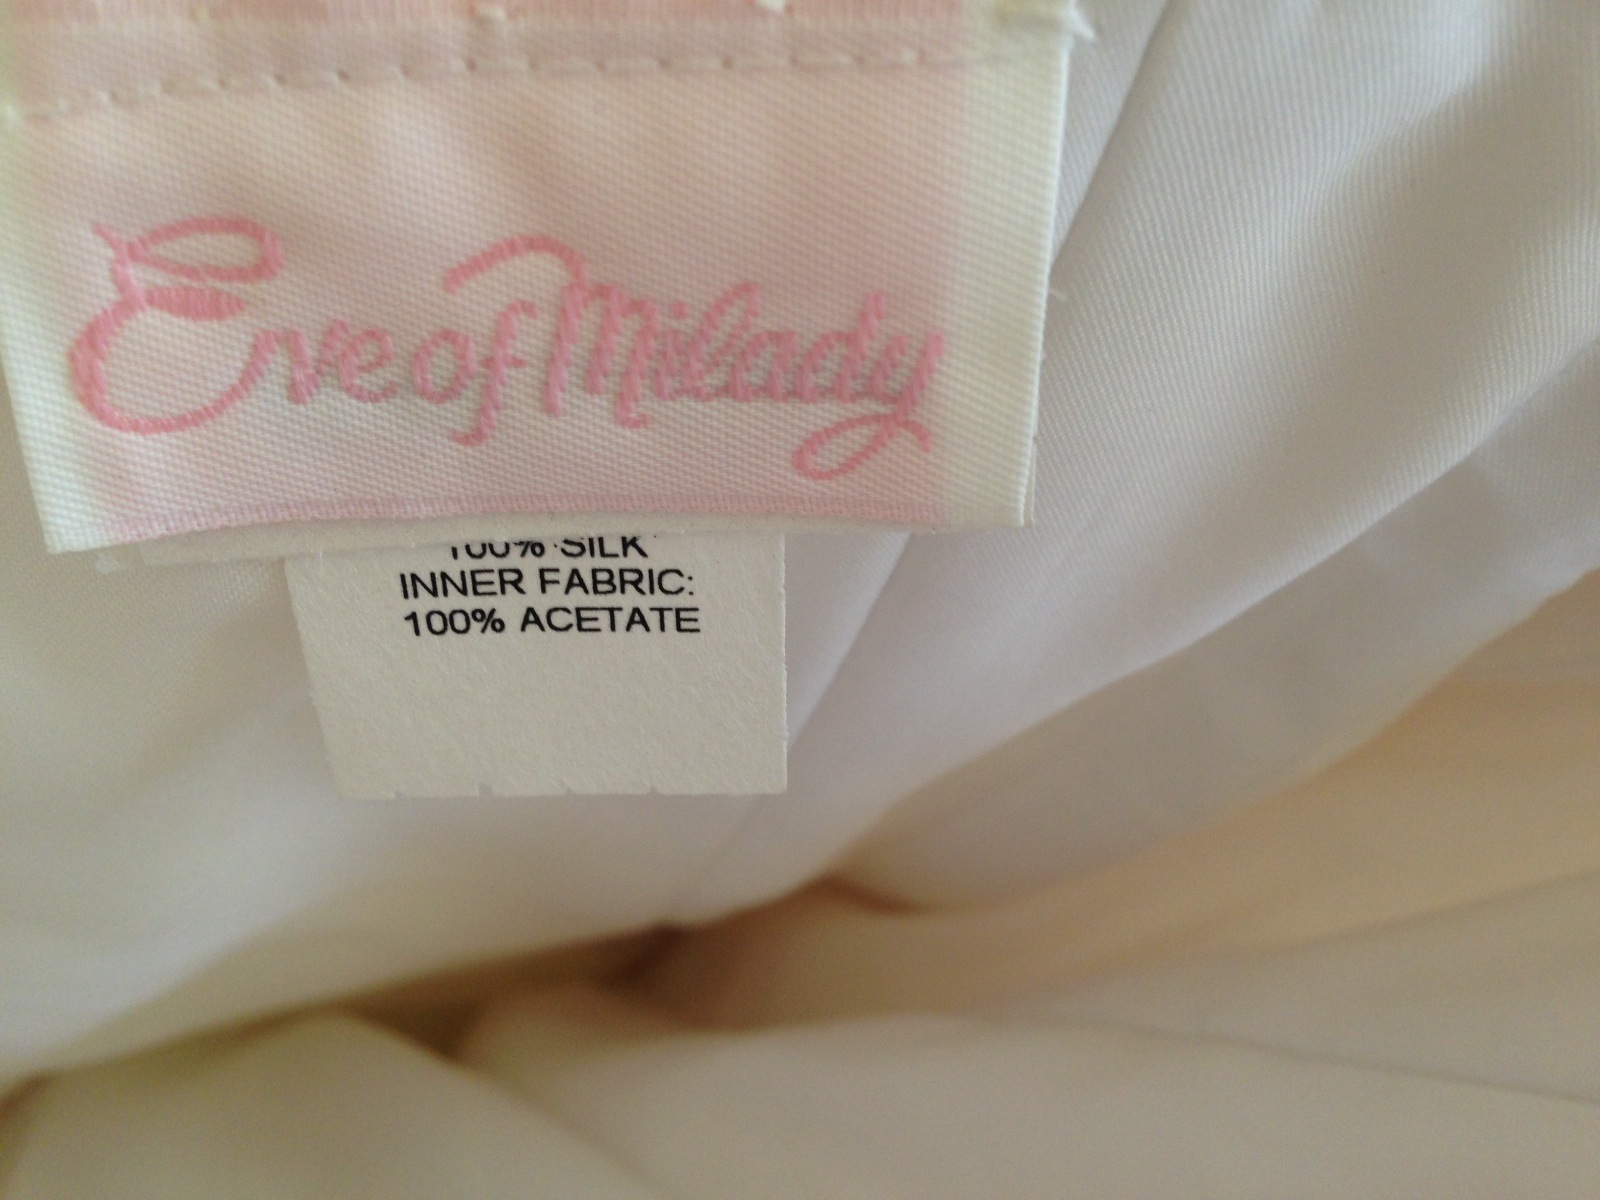 Eve of Milady
100% SILK
INNER FABRIC:
100% ACETATE